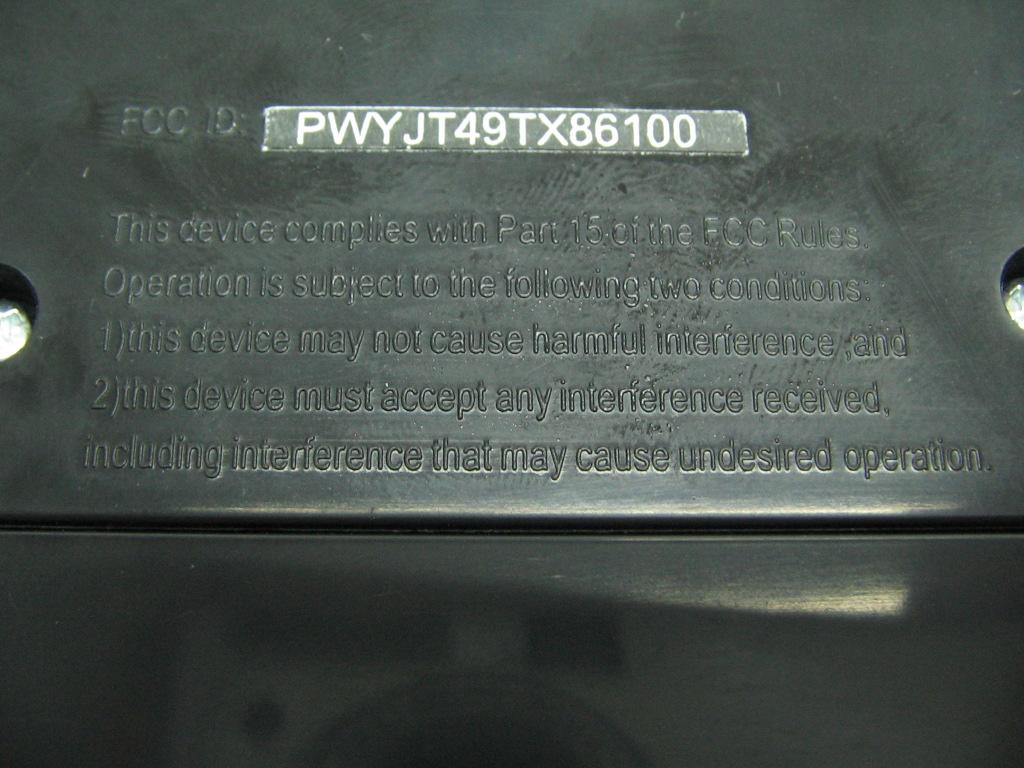 FCC ID: PWYJT49TX86100
This device complies with Part 15 of the FCC Rules.
Operation is subject to the following two conditions:
1)this device may not cause harmful interference ,and
2)this device must accept any interference received,
including interference that may cause undesired operation.